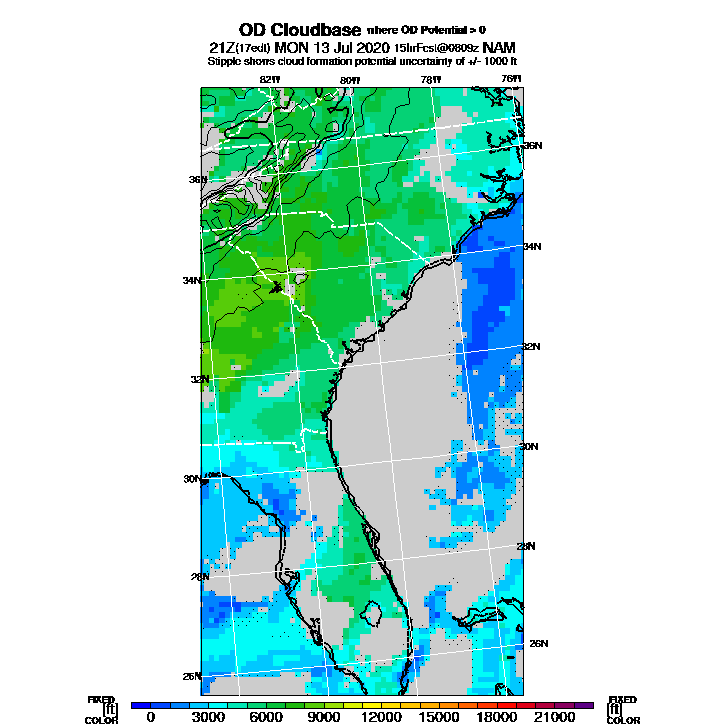 OD Cloudbase where OD Potential > 0
21Z(17edt) MON 13 Jul 2020 15hrFcst@0809z NAM
Stipple shows cloud formation potential uncertainty of +/- 1000 ft
82W 80W 78W 76W
36N 36N
34N 34N
32N 32N
30N 30N
28N 28N
26N 26N
FIXED FIXED
[ft] 0 3000 6000 9000 12000 15000 18000 21000 [ft]
COLOR COLOR